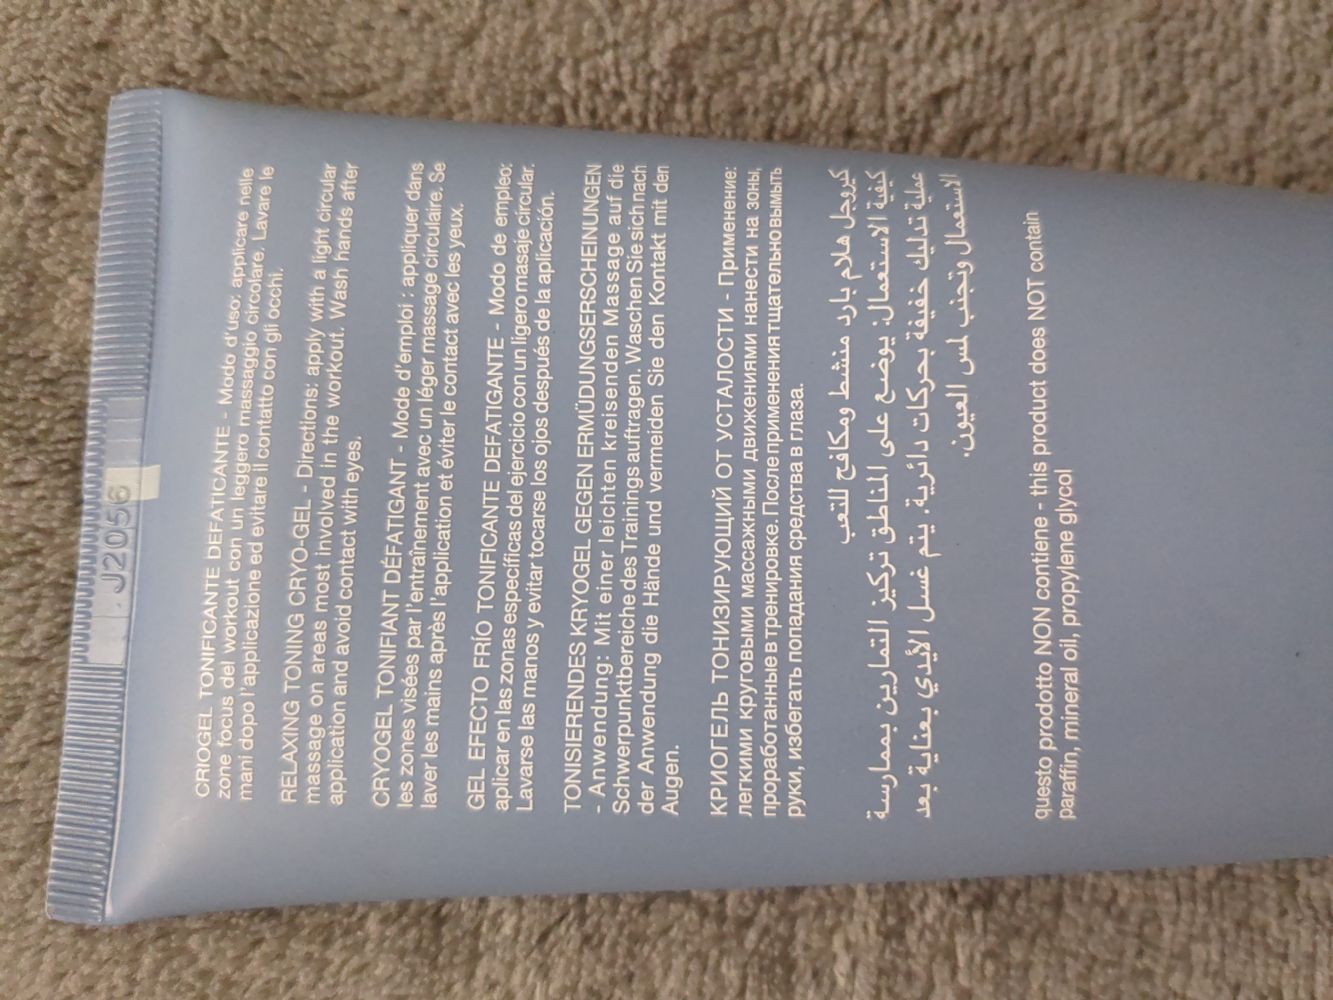 J2056
CRIOGEL TONIFICANTE DEFATICANTE - Modo d'uso: applicare nelle
zone focus del workout con un leggero massaggio circolare. Lavare le
mani dopo l'applicazione ed evitare il contatto con gli occhi.
RELAXING TONING CRYO-GEL - Directions: apply with a light circular
massage on areas most involved in the workout. Wash hands after
application and avoid contact with eyes.
CRYOGEL TONIFIANT DÉFATIGANT - Mode d'emploi : appliquer dans
les zones visées par l'entraînement avec un léger massage circulaire. Se
laver les mains après l'application et éviter le contact avec les yeux.
GEL EFECTO FRÍO TONIFICANTE DEFATIGANTE - Modo de empleo:
aplicar en las zonas específicas del ejercicio con un ligero masaje circular.
Lavarse las manos y evitar tocarse los ojos después de la aplicación.
TONISIERENDES KRYOGEL GEGEN ERMÜDUNGSERSCHEINUNGEN
- Anwendung: Mit einer leichten kreisenden Massage auf die
Schwerpunktbereiche des Trainings auftragen. Waschen Sie sich nach
der Anwendung die Hände und vermeiden Sie den Kontakt mit den
Augen.
КРИОГЕЛЬ ТОНИЗИРУЮЩИЙ ОТ УСТАЛОСТИ - Применение:
легкими круговыми массажными движениями нанести на зоны,
проработанные в тренировке. После применения тщательно вымыть
руки, избегать попадания средства в глаза.
كريوجل هلام بارد منشط ومكافح للتعب
كيفية الاستعمال: يوضع على المناطق تركيز التمارين بممارسة
عملية تدليك خفيفة بحركات دائرية. يتم غسل الأيدي بعناية بعد
الاستعمال وتجنب لمس العيون.
questo prodotto NON contiene - this product does NOT contain
paraffin, mineral oil, propylene glycol